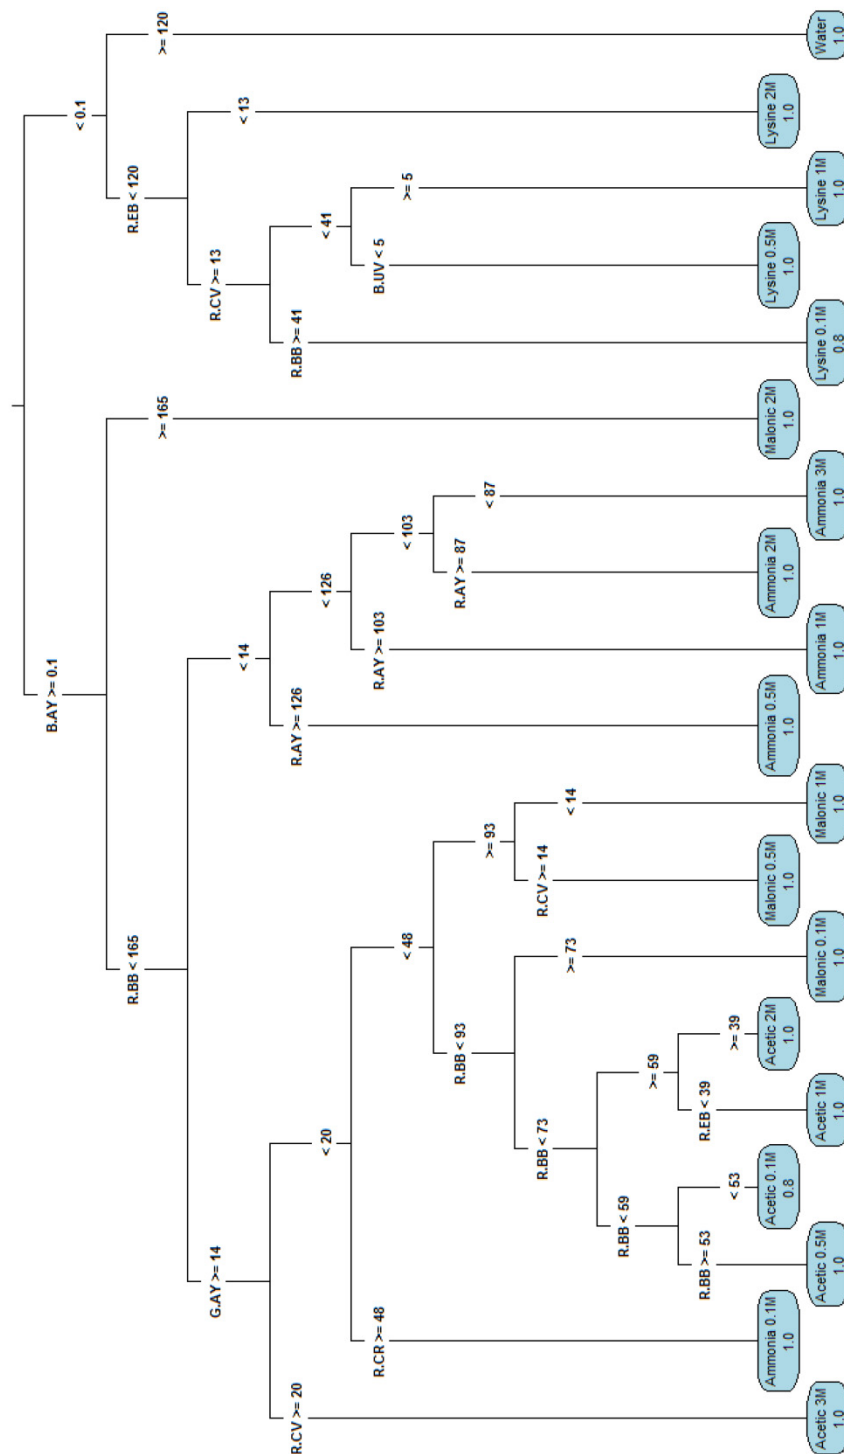 >= 120
< 0.1
Water
1.0
< 13
R.EB < 120
Lysine 2M
1.0
>= 5
Lysine 1M
1.0
< 41
R.CV >= 13
B.UV < 5
Lysine 0.5M
1.0
R.BB >= 41
Lysine 0.1M
0.8
>= 165
Malonic 2M
1.0
< 87
Ammonia 3M
1.0
< 103
R.AY >= 87
Ammonia 2M
1.0
< 126
R.AY >= 103
Ammonia 1M
1.0
B.AY >= 0.1
< 14
R.AY >= 126
Ammonia 0.5M
1.0
< 14
Malonic 1M
1.0
>= 93
R.CV >= 14
Malonic 0.5M
1.0
R.BB < 165
< 48
>= 73
Malonic 0.1M
1.0
R.BB < 93
>= 39
Acetic 2M
1.0
>= 59
R.EB < 39
Acetic 1M
1.0
< 20
R.BB < 73
< 53
Acetic 0.1M
0.8
R.BB < 59
R.BB >= 53
Acetic 0.5M
1.0
G.AY >= 14
R.CR >= 48
Ammonia 0.1M
1.0
R.CV >= 20
Acetic 3M
1.0